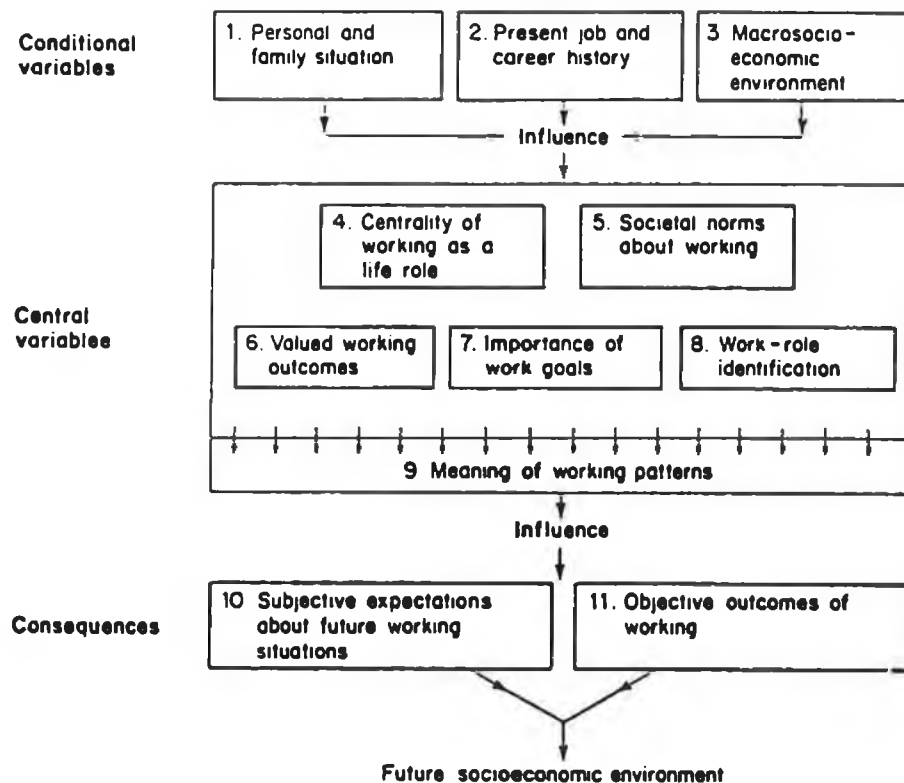 Conditional variables
1. Personal and family situation
2. Present job and career history
3 Macrosocio-economic environment
Influence
Central variables
4. Centrality of working as a life role
5. Societal norms about working
6. Valued working outcomes
7. Importance of work goals
8. Work-role identification
9 Meaning of working patterns
Influence
Consequences
10 Subjective expectations about future working situations
11. Objective outcomes of working
Future socioeconomic environment